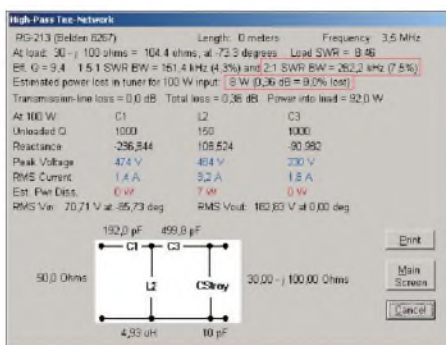 High-Pass Tee-Network
RG-213 (Belden 8267) Length: 0 meters Frequency: 3,5 MHz
At load: 30 - j 100 ohms = 104,4 ohms, at -73,3 degrees Load SWR = 8,46
Eff. Q = 9,4 1.5:1 SWR BW = 151,4 kHz (4,3%) and 2:1 SWR BW = 262,2 kHz (7,5%)
Estimated power lost in tuner for 100 W input: 8 W (0,36 dB = 8,0% lost)
Transmission-line loss = 0,0 dB Total loss = 0,36 dB Power into load = 92,0 W
At 100 W: C1 L2 C3
Unloaded Q 1000 150 1000
Reactance -236,844 108,524 -90,982
Peak Voltage 474 V 484 V 230 V
RMS Current 1,4 A 3,2 A 1,8 A
Est. Pwr Diss. 0 W 7 W 0 W
RMS Vin: 70,71 V at -85,73 deg RMS Vout: 182,83 V at 0,00 deg
192,0 pF 499,8 pF
C1 C3
50,0 Ohms L2 CStray 30,00 - j 100,00 Ohms
4,93 uH 10 pF
Print
Main
Screen
Cancel